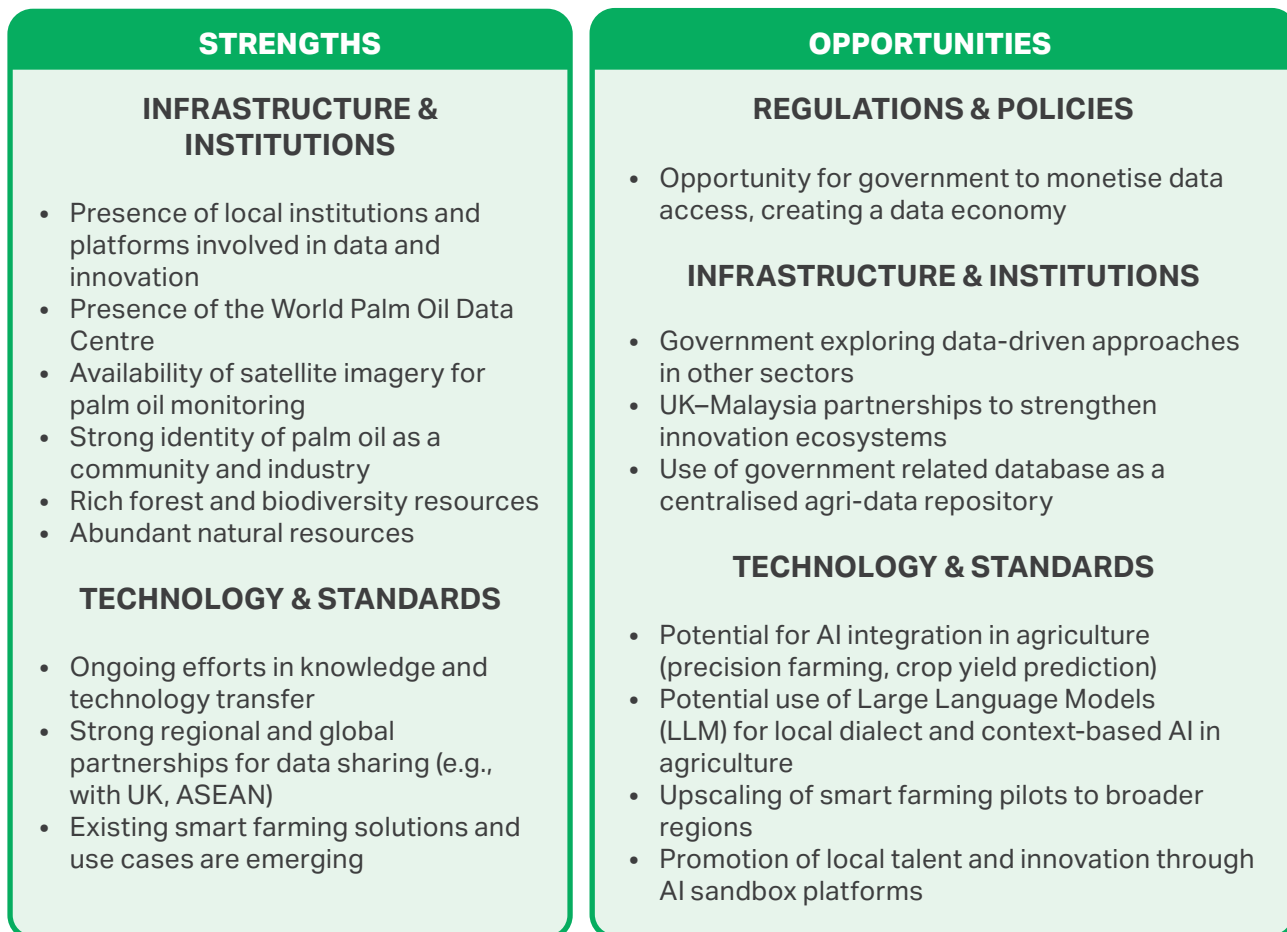 STRENGTHS
INFRASTRUCTURE &
INSTITUTIONS
• Presence of local institutions and
platforms involved in data and
innovation
• Presence of the World Palm Oil Data
Centre
• Availability of satellite imagery for
palm oil monitoring
• Strong identity of palm oil as a
community and industry
• Rich forest and biodiversity resources
• Abundant natural resources
TECHNOLOGY & STANDARDS
• Ongoing efforts in knowledge and
technology transfer
• Strong regional and global
partnerships for data sharing (e.g.,
with UK, ASEAN)
• Existing smart farming solutions and
use cases are emerging
OPPORTUNITIES
REGULATIONS & POLICIES
• Opportunity for government to monetise data
access, creating a data economy
INFRASTRUCTURE & INSTITUTIONS
• Government exploring data-driven approaches
in other sectors
• UK–Malaysia partnerships to strengthen
innovation ecosystems
• Use of government related database as a
centralised agri-data repository
TECHNOLOGY & STANDARDS
• Potential for AI integration in agriculture
(precision farming, crop yield prediction)
• Potential use of Large Language Models
(LLM) for local dialect and context-based AI in
agriculture
• Upscaling of smart farming pilots to broader
regions
• Promotion of local talent and innovation through
AI sandbox platforms